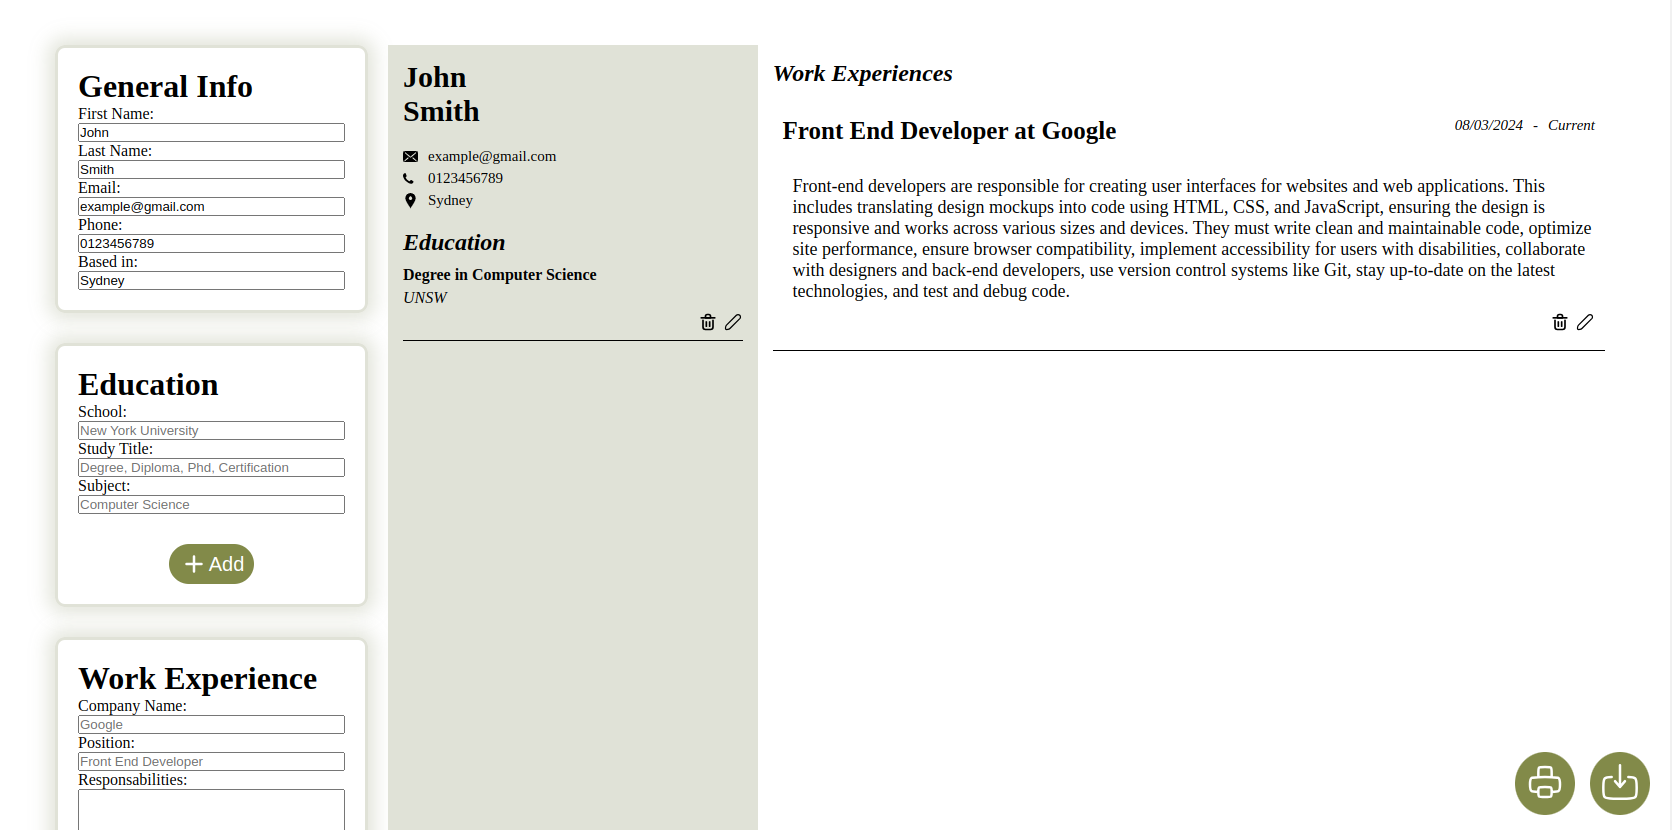 General Info
First Name:
John
Last Name:
Smith
Email:
example@gmail.com
Phone:
0123456789
Based in:
Sydney
Education
School:
New York University
Study Title:
Degree, Diploma, Phd, Certification
Subject:
Computer Science
Add
Work Experience
Company Name:
Google
Position:
Front End Developer
Responsabilities:
John
Smith
example@gmail.com
0123456789
Sydney
Education
Degree in Computer Science
UNSW
Work Experiences
Front End Developer at Google
08/03/2024 - Current
Front-end developers are responsible for creating user interfaces for websites and web applications. This
includes translating design mockups into code using HTML, CSS, and JavaScript, ensuring the design is
responsive and works across various sizes and devices. They must write clean and maintainable code, optimize
site performance, ensure browser compatibility, implement accessibility for users with disabilities, collaborate
with designers and back-end developers, use version control systems like Git, stay up-to-date on the latest
technologies, and test and debug code.